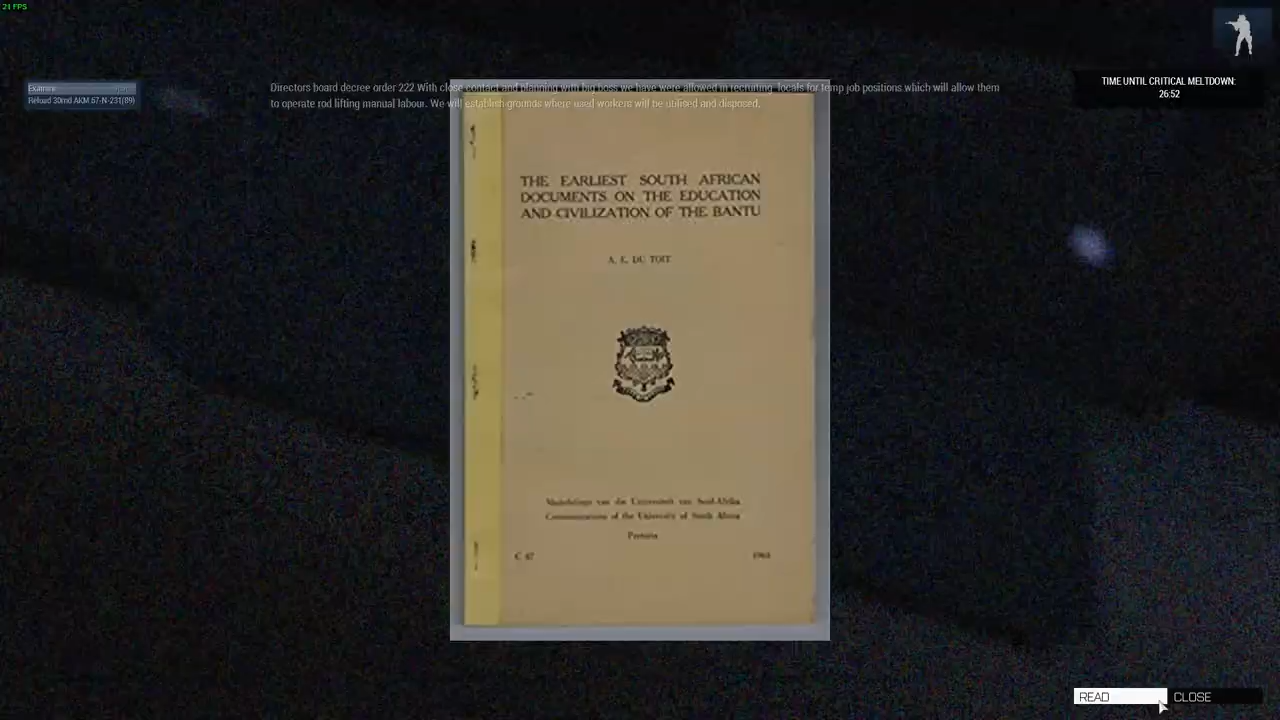 21 FPS
Examine
Reload 30rnd AKM 67-N-231(89)
Directors board decree order 222 With close contact and planning with big boss we have were allowed in recruiting locals for temp job positions which will allow them
to operate rod lifting manual labour. We will establish grounds where used workers will be utilised and disposed.
TIME UNTIL CRITICAL MELTDOWN:
26:52
THE EARLIEST SOUTH AFRICAN
DOCUMENTS ON THE EDUCATION
AND CIVILIZATION OF THE BANTU
A. E. DU TOIT
Mededelings van die Universiteit van Suid-Afrika
Communications of the University of South Africa
Pretoria
C 47
READ
CLOSE